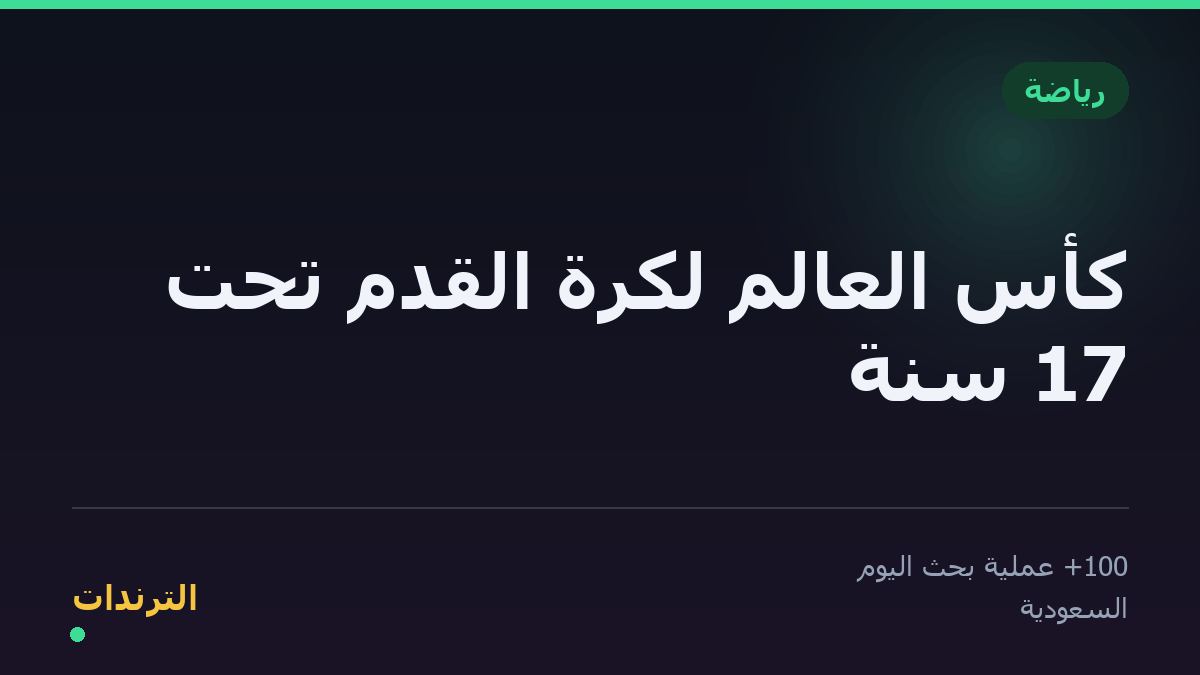 رياضة
كأس العالم لكرة القدم تحت
17 سنة
100+ عملية بحث اليوم
السعودية
الترندات